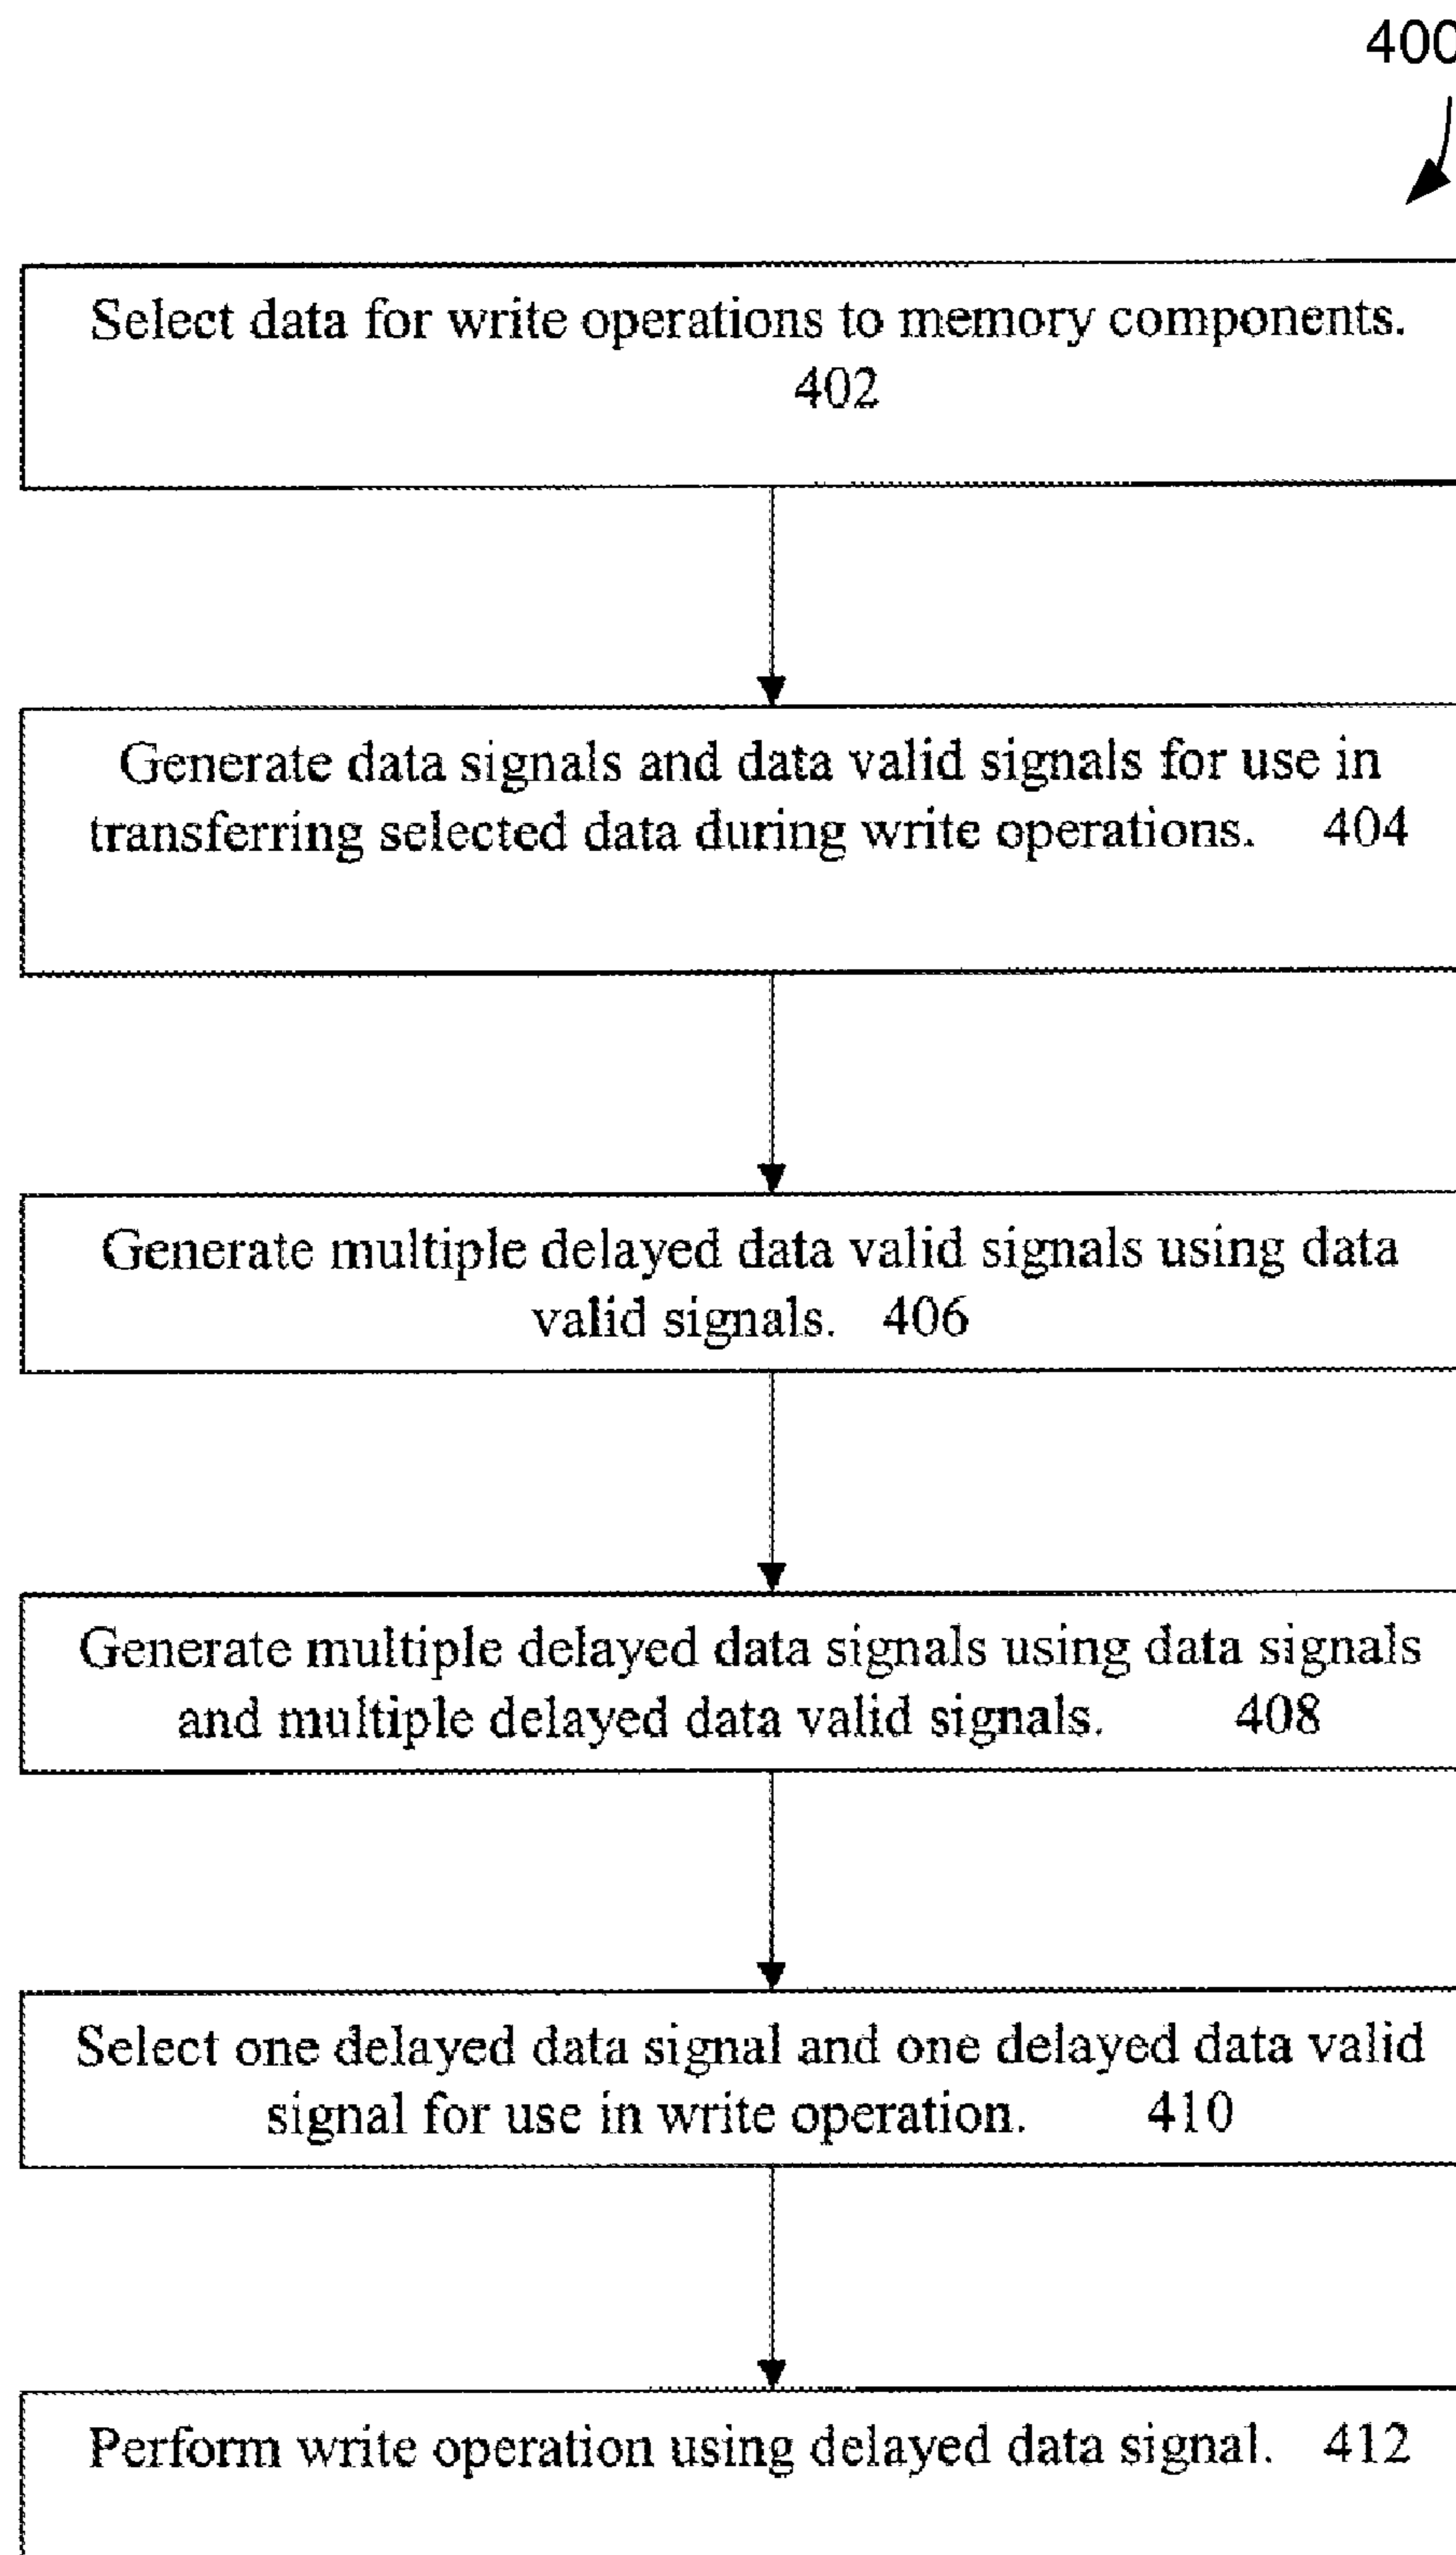 400
Select data for write operations to memory components.
402
Generate data signals and data valid signals for use in
transferring selected data during write operations. 404
Generate multiple delayed data valid signals using data
valid signals. 406
Generate multiple delayed data signals using data signals
and multiple delayed data valid signals. 408
Select one delayed data signal and one delayed data valid
signal for use in write operation. 410
Perform write operation using delayed data signal. 412